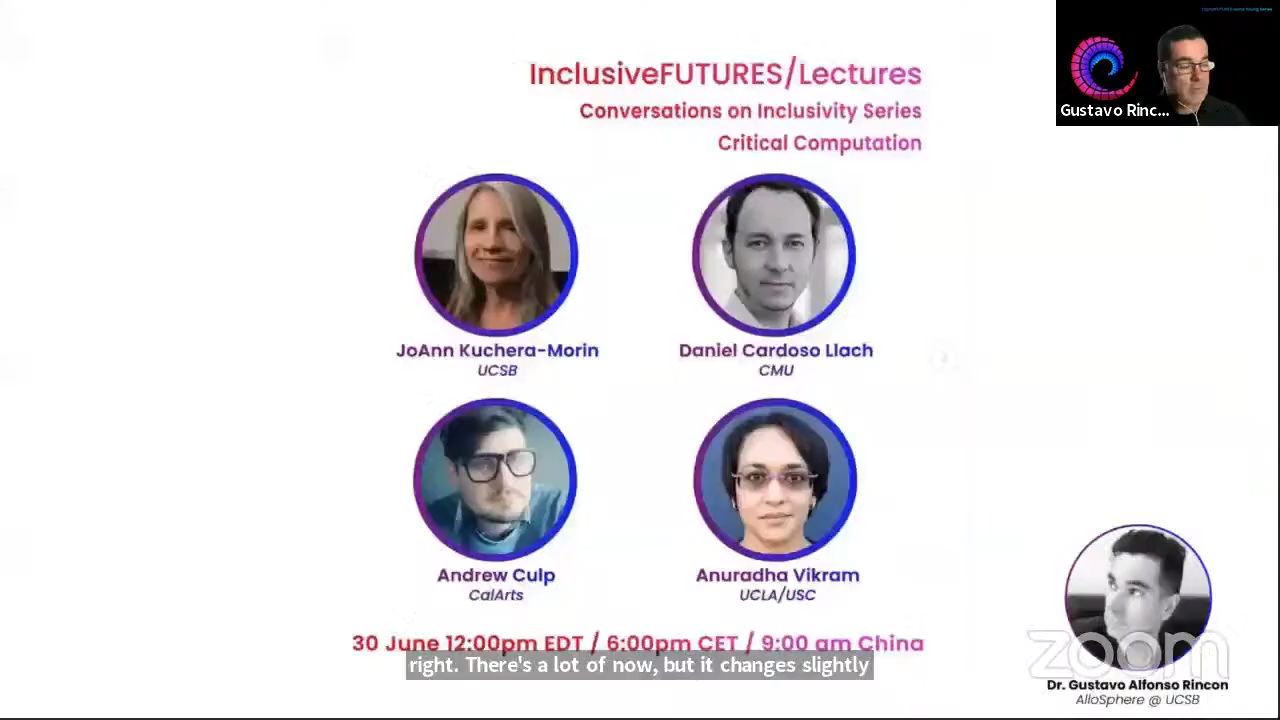 InclusiveFUTURES/Lectures
Conversations on Inclusivity Series
Critical Computation
Gustavo Rinc...
JoAnn Kuchera-Morin
UCSB
Daniel Cardoso Llach
CMU
Andrew Culp
CalArts
Anuradha Vikram
UCLA/USC
30 June 12:00pm EDT / 6:00pm CET / 9:00 am China
right. There's a lot of now, but it changes slightly
zoom
Dr. Gustavo Alfonso Rincon
AlloSphere @ UCSB